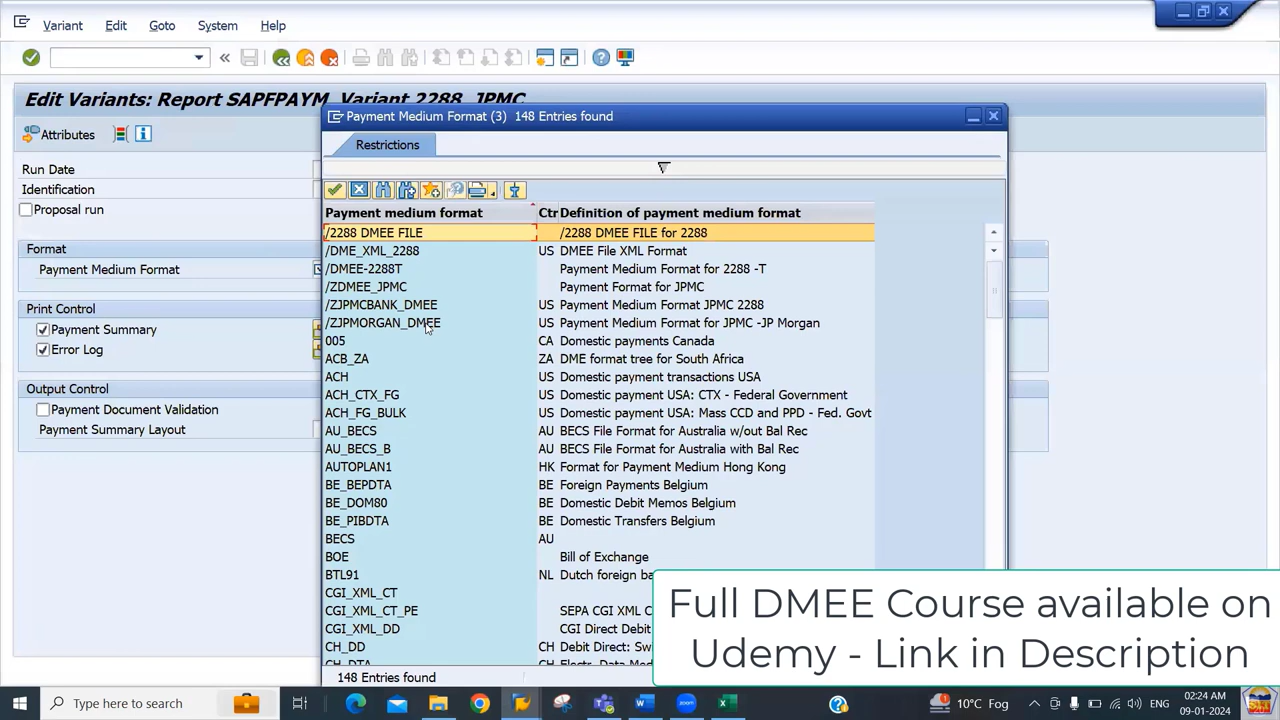 Variant Edit Goto System Help
Edit Variants: Report SAPFPAYM, Variant 2288_JPMC
Attributes
Run Date
Identification
Proposal run
Format
Payment Medium Format
Print Control
Payment Summary
Error Log
Output Control
Payment Document Validation
Payment Summary Layout
Payment Medium Format (3) 148 Entries found
Restrictions
Payment medium format Ctr Definition of payment medium format
/2288 DMEE FILE /2288 DMEE FILE for 2288
/DME_XML_2288 US DMEE File XML Format
/DMEE-2288T Payment Medium Format for 2288 -T
/ZDMEE_JPMC Payment Format for JPMC
/ZJPMCBANK_DMEE US Payment Medium Format JPMC 2288
/ZJPMORGAN_DMEE US Payment Medium Format for JPMC -JP Morgan
005 CA Domestic payments Canada
ACB_ZA ZA DME format tree for South Africa
ACH US Domestic payment transactions USA
ACH_CTX_FG US Domestic payment USA: CTX - Federal Government
ACH_FG_BULK US Domestic payment USA: Mass CCD and PPD - Fed. Govt
AU_BECS AU BECS File Format for Australia w/out Bal Rec
AU_BECS_B AU BECS File Format for Australia with Bal Rec
AUTOPLAN1 HK Format for Payment Medium Hong Kong
BE_BEPDTA BE Foreign Payments Belgium
BE_DOM80 BE Domestic Debit Memos Belgium
BE_PIBDTA BE Domestic Transfers Belgium
BECS AU
BOE Bill of Exchange
BTL91 NL Dutch foreign ba
CGI_XML_CT
CGI_XML_CT_PE SEPA CGI XML C
CGI_XML_DD CGI Direct Debit
CH_DD CH Debit Direct: Sw
CH_DTA CH Electr. Data Med
148 Entries found
Full DMEE Course available on
Udemy - Link in Description
Type here to search
10°C Fog
ENG
02:24 AM
09-01-2024